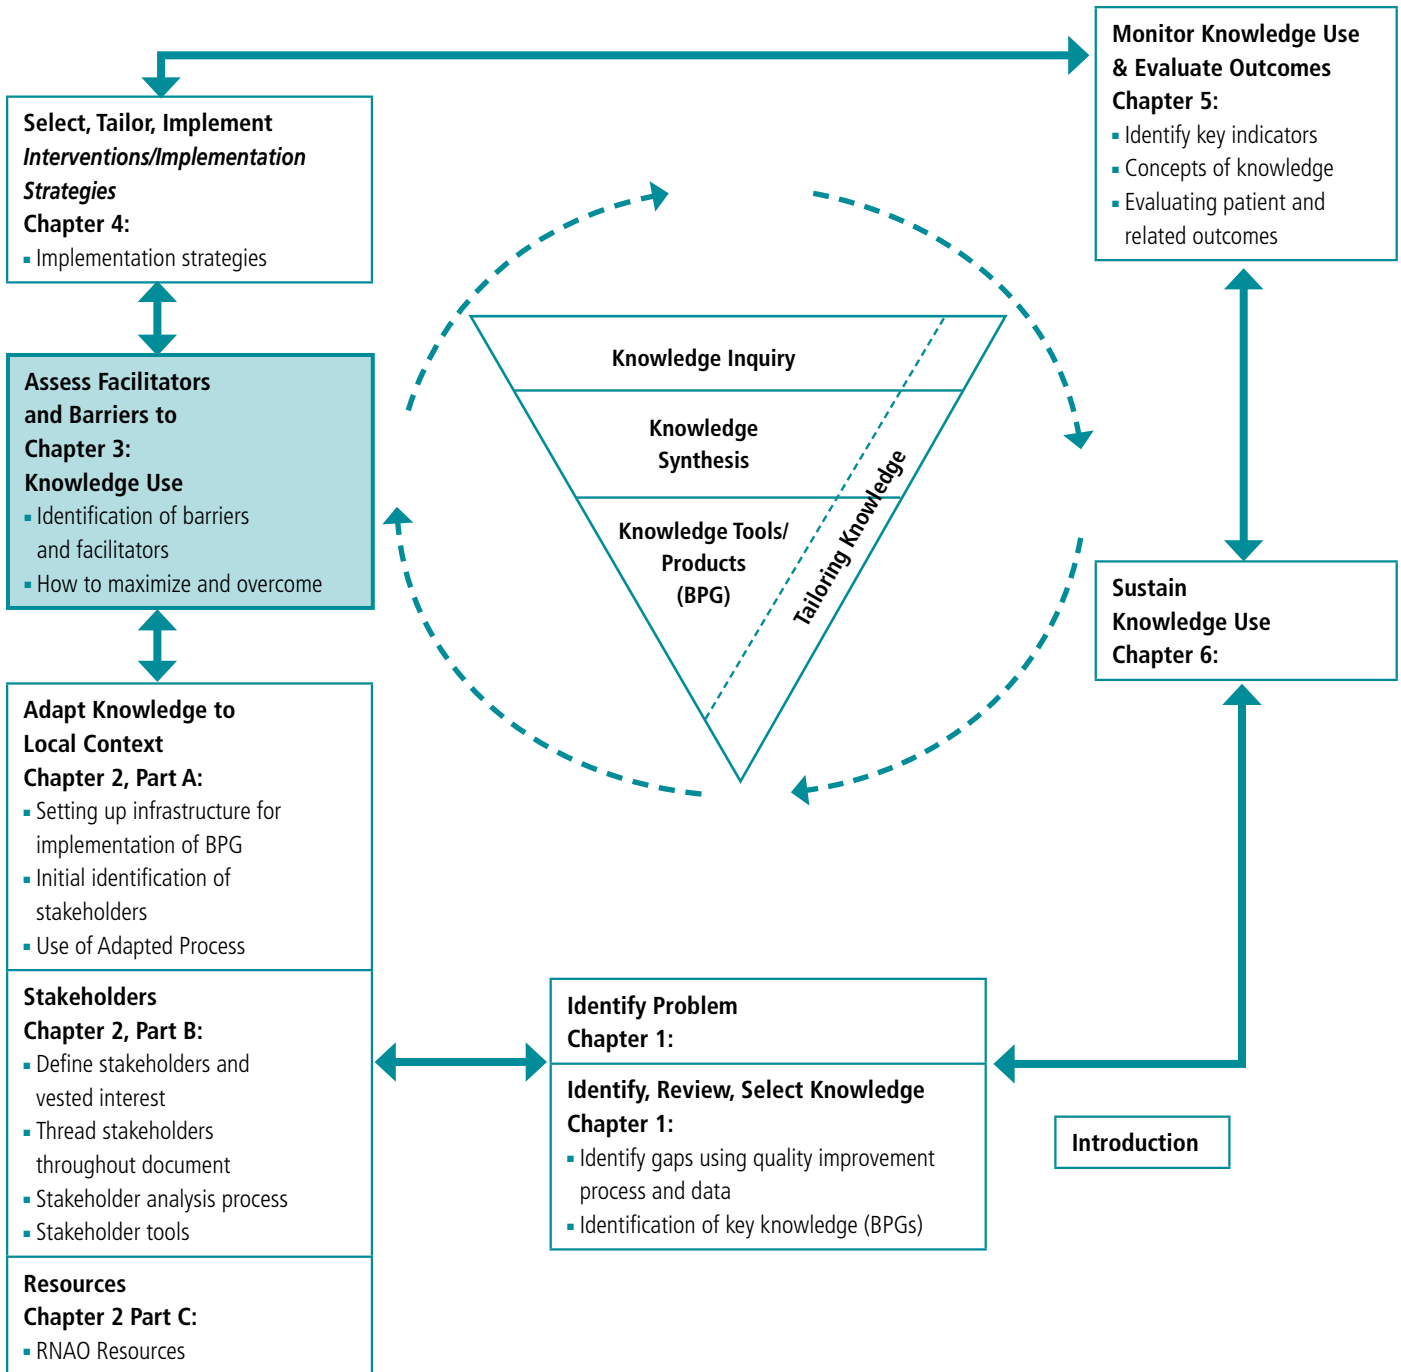 Select, Tailor, Implement
Interventions/Implementation
Strategies
Chapter 4:
▪ Implementation strategies
Assess Facilitators
and Barriers to
Chapter 3:
Knowledge Use
▪ Identification of barriers
and facilitators
▪ How to maximize and overcome
Adapt Knowledge to
Local Context
Chapter 2, Part A:
▪ Setting up infrastructure for
implementation of BPG
▪ Initial identification of
stakeholders
▪ Use of Adapted Process
Stakeholders
Chapter 2, Part B:
▪ Define stakeholders and
vested interest
▪ Thread stakeholders
throughout document
▪ Stakeholder analysis process
▪ Stakeholder tools
Resources
Chapter 2 Part C:
▪ RNAO Resources
Knowledge Inquiry
Knowledge
Synthesis
Knowledge Tools/
Products
(BPG)
Tailoring Knowledge
Identify Problem
Chapter 1:
Identify, Review, Select Knowledge
Chapter 1:
▪ Identify gaps using quality improvement
process and data
▪ Identification of key knowledge (BPGs)
Monitor Knowledge Use
& Evaluate Outcomes
Chapter 5:
▪ Identify key indicators
▪ Concepts of knowledge
▪ Evaluating patient and
related outcomes
Sustain
Knowledge Use
Chapter 6:
Introduction